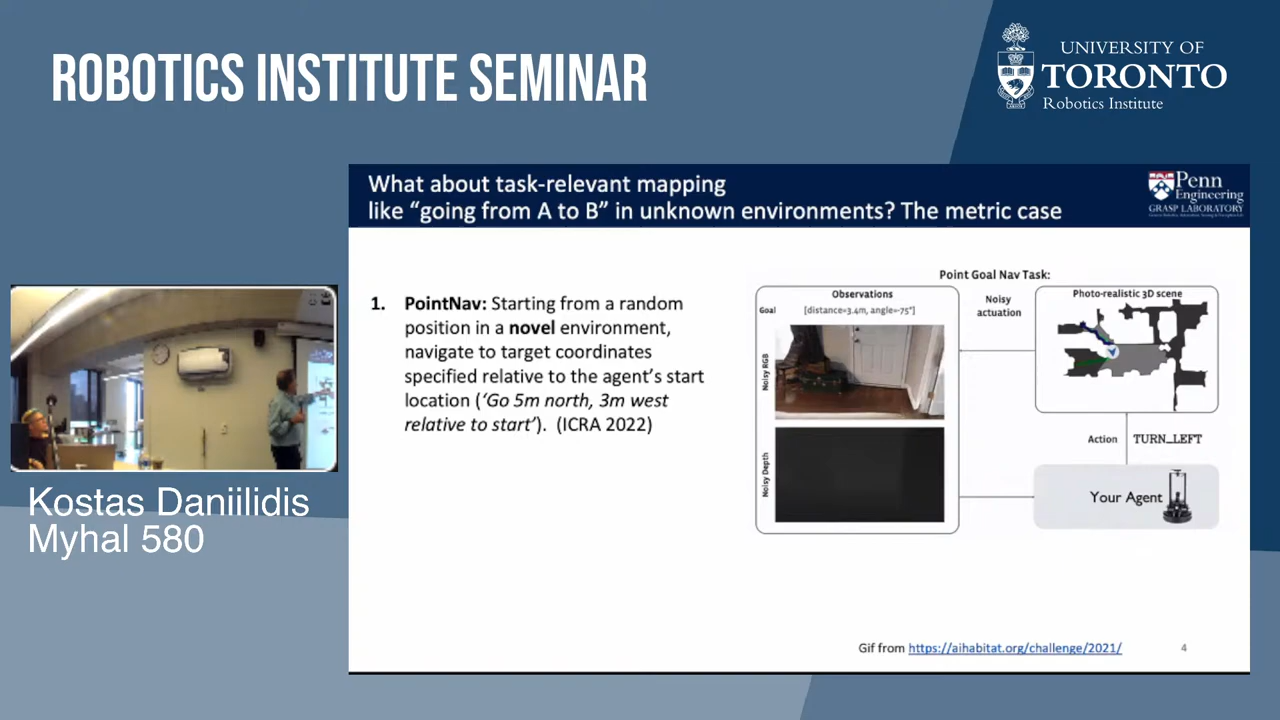 ROBOTICS INSTITUTE SEMINAR
UNIVERSITY OF
TORONTO
Robotics Institute
What about task-relevant mapping
like “going from A to B” in unknown environments? The metric case
Penn
Engineering
GRASP LABORATORY
1. PointNav: Starting from a random
position in a novel environment,
navigate to target coordinates
specified relative to the agent’s start
location (‘Go 5m north, 3m west
relative to start’). (ICRA 2022)
Point Goal Nav Task:
Observations
Goal [distance=3.4m, angle=-75°]
Noisy RGB
Noisy Depth
Noisy
actuation
Photo-realistic 3D scene
Action TURN_LEFT
Your Agent
Gif from https://aihabitat.org/challenge/2021/
4
Kostas Daniilidis
Myhal 580